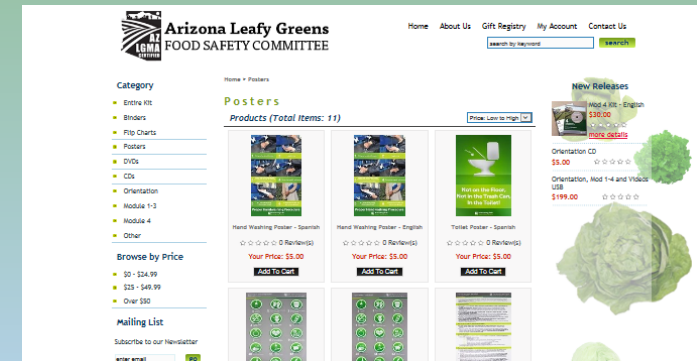 Arizona Leafy Greens
FOOD SAFETY COMMITTEE
AZ
LGMA
CERTIFIED
Home About Us Gift Registry My Account Contact Us
search by keyword
search
Category
Entire Kit
Binders
Flip Charts
Posters
DVDs
CDs
Orientation
Module 1-3
Module 4
Other
Browse by Price
$0 - $24.99
$25 - $49.99
Over $50
Mailing List
Subscribe to our Newsletter
enter email
GO
Home • Posters
Posters
Products (Total Items: 11)
Price: Low to High
Not on the Floor,
Not in the Trash Can,
In the Toilet!
Hand Washing Poster - Spanish
0 Review(s)
Your Price: $5.00
Add To Cart
Hand Washing Poster - English
0 Review(s)
Your Price: $5.00
Add To Cart
Toilet Poster - Spanish
0 Review(s)
Your Price: $5.00
Add To Cart
New Releases
Mod 4 Kit - English
$30.00
more details
Orientation CD
$5.00
Orientation, Mod 1-4 and Videos
USB
$199.00